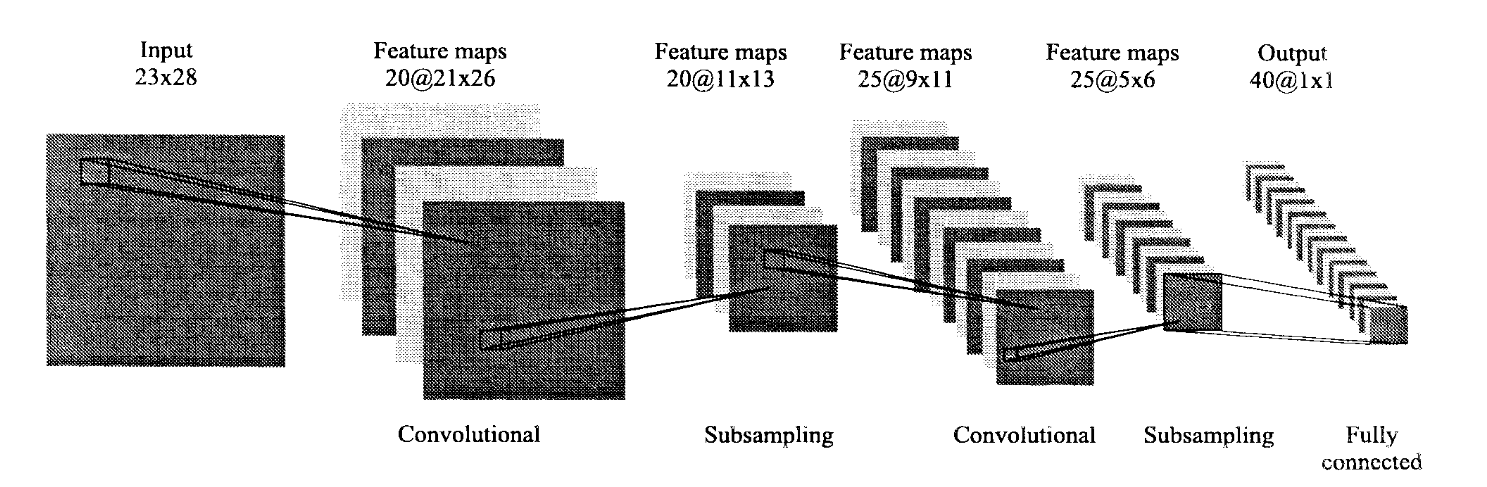 Input
23x28
Feature maps
20@21x26
Feature maps
20@11x13
Feature maps
25@9x11
Feature maps
25@5x6
Output
40@1x1
Convolutional
Subsampling
Convolutional
Subsampling
Fully
connected